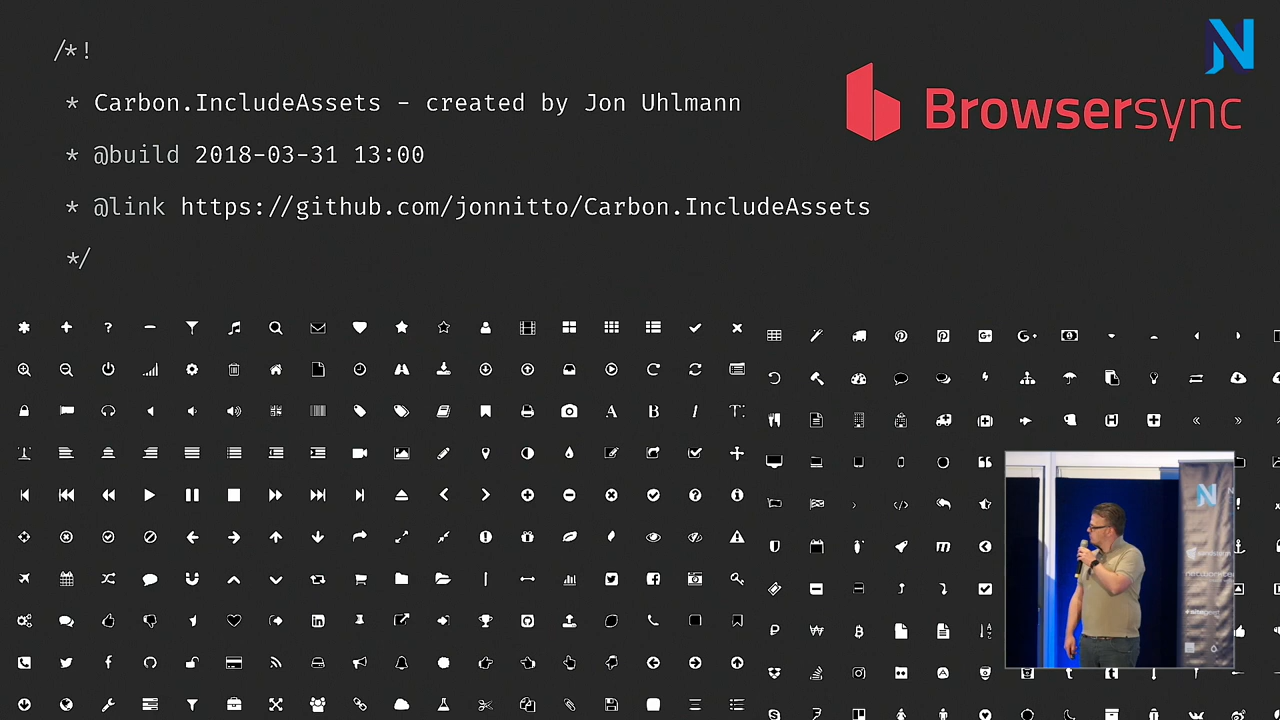 /*!
* Carbon.IncludeAssets - created by Jon Uhlmann
* @build 2018-03-31 13:00
* @link https://github.com/jonnitto/Carbon.IncludeAssets
*/
Browsersync